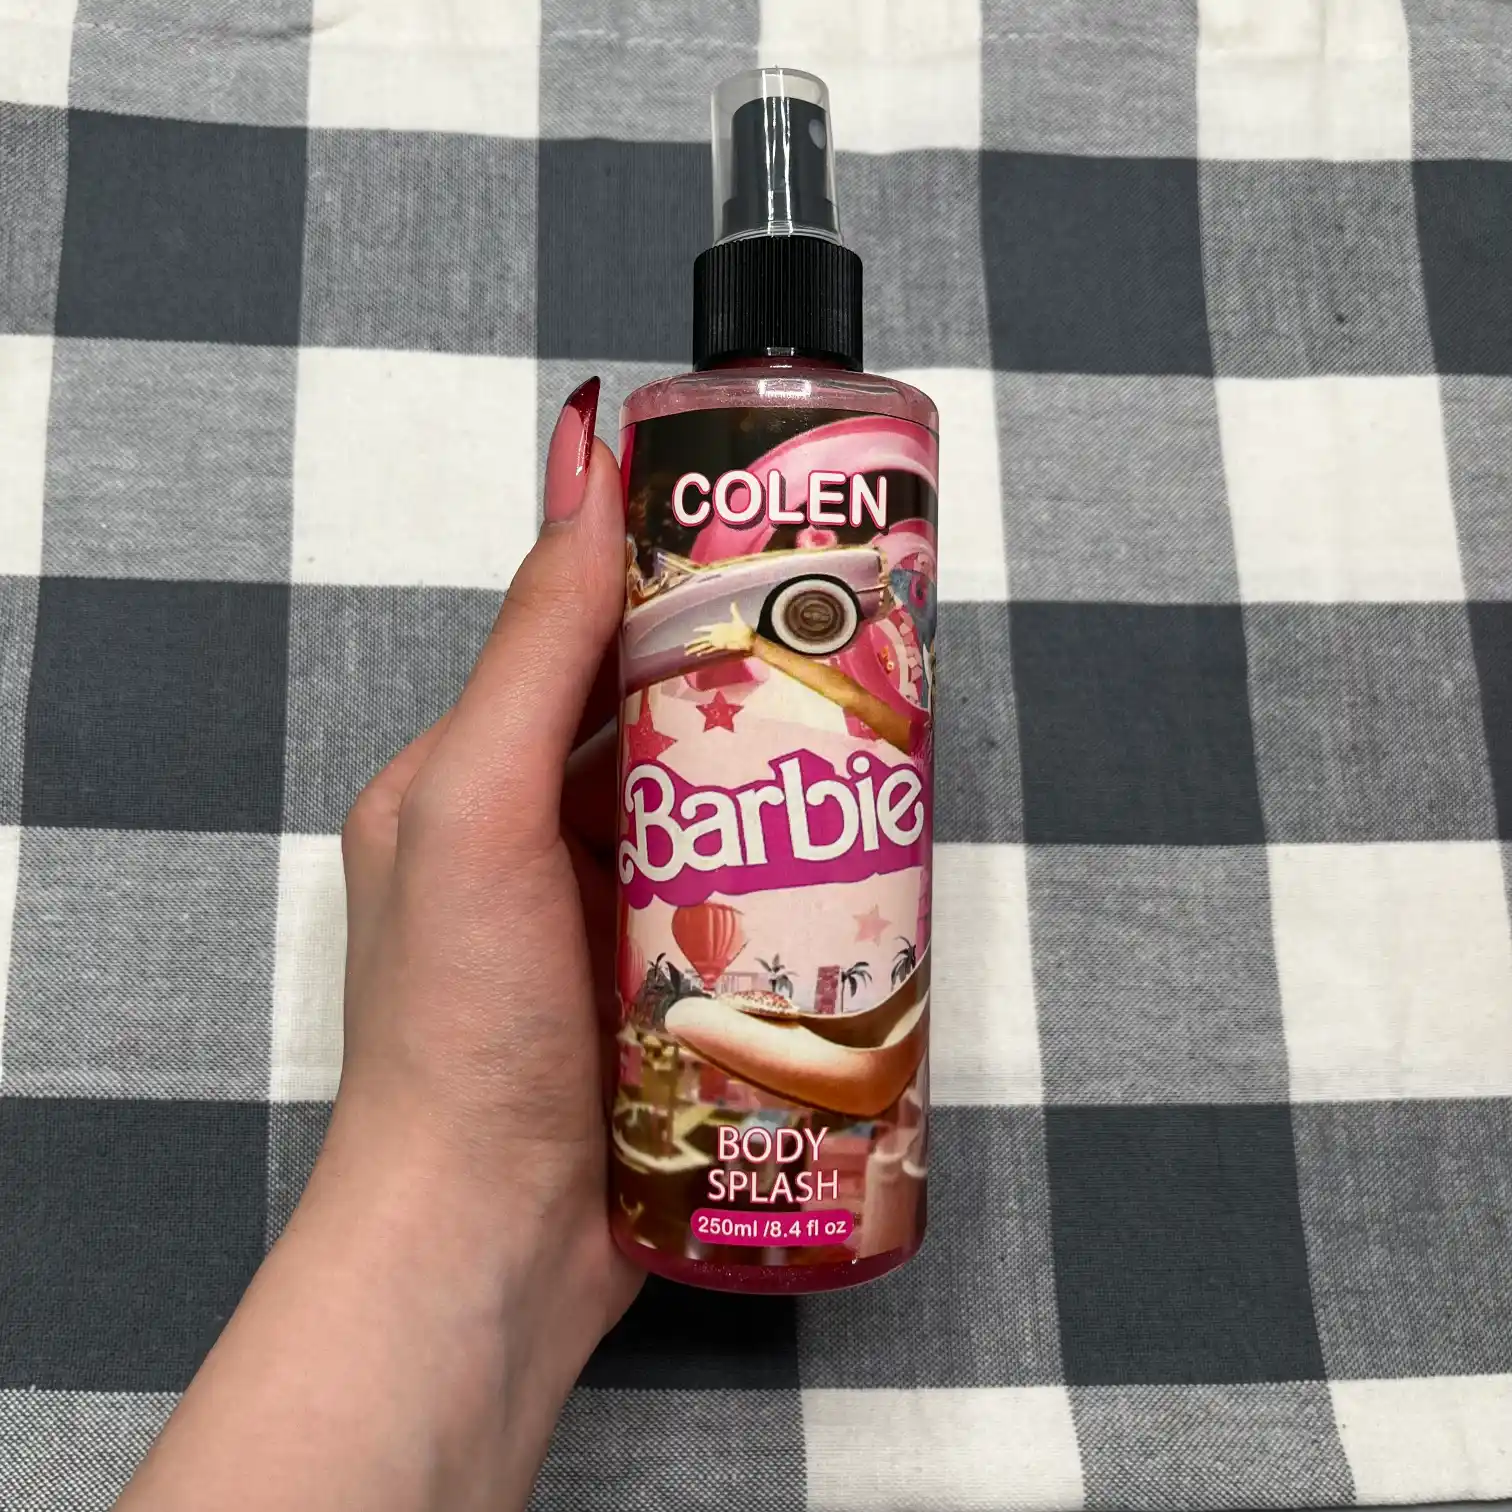 COLEN
Barbie
BODY
SPLASH
250ml /8.4 fl oz